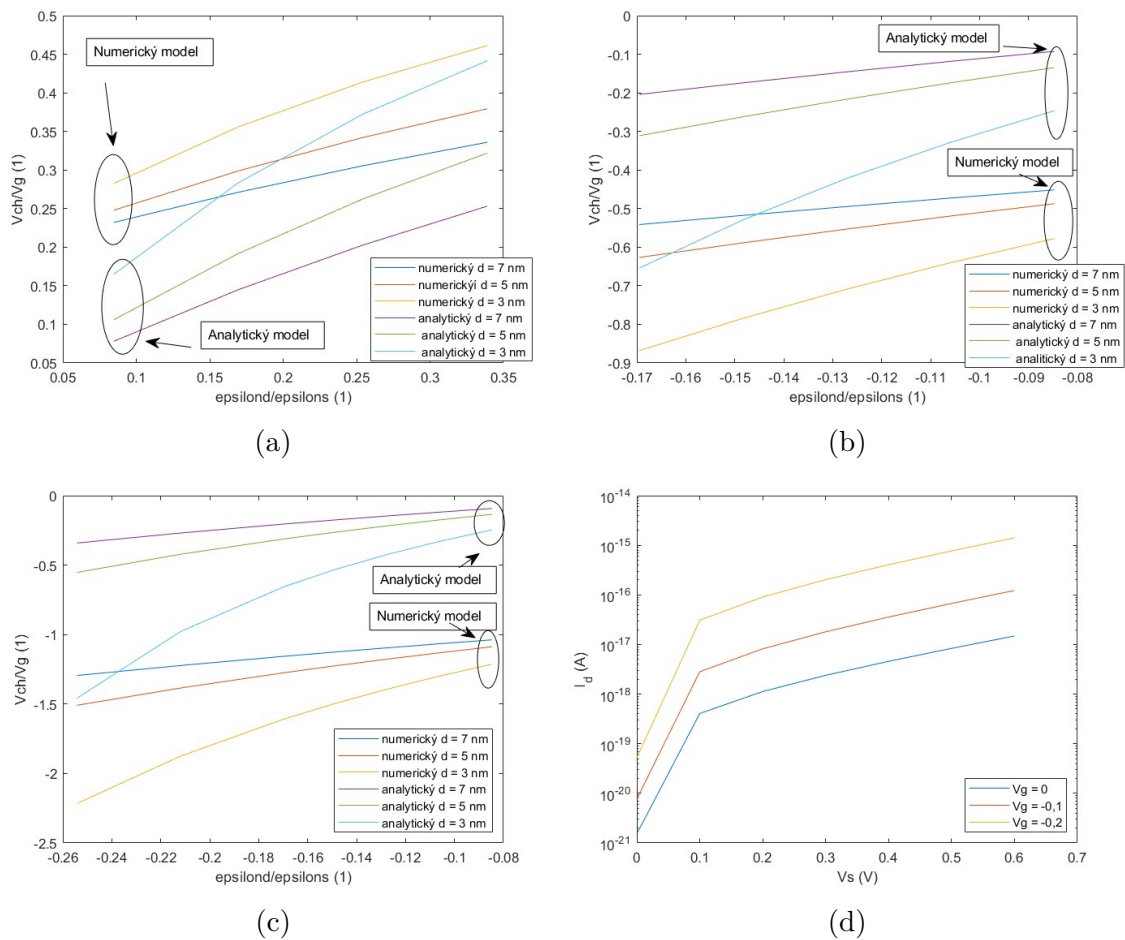 0.5
0.45
0.4
0.35
0.3
0.25
0.2
0.15
0.1
0.05
Vch/Vg (1)
Numerický model
Analytický model
numerický d = 7 nm
numerickýí d = 5 nm
numerický d = 3 nm
analytický d = 7 nm
analytický d = 5 nm
analytický d = 3 nm
0.05 0.1 0.15 0.2 0.25 0.3 0.35
epsilond/epsilons (1)
(a)
0
-0.1
-0.2
-0.3
-0.4
-0.5
-0.6
-0.7
-0.8
-0.9
Vch/Vg (1)
Analytický model
Numerický model
numerický d = 7 nm
numerický d = 5 nm
numerický d = 3 nm
analytický d = 7 nm
analytický d = 5 nm
analitický d = 3 nm
-0.17 -0.16 -0.15 -0.14 -0.13 -0.12 -0.11 -0.1 -0.09 -0.08
epsilond/epsilons (1)
(b)
0
-0.5
-1
-1.5
-2
-2.5
Vch/Vg (1)
Analytický model
Numerický model
numerický d = 7 nm
numerický d = 5 nm
numerický d = 3 nm
analytický d = 7 nm
analytický d = 5 nm
analytický d = 3 nm
-0.26 -0.24 -0.22 -0.2 -0.18 -0.16 -0.14 -0.12 -0.1 -0.08
epsilond/epsilons (1)
(c)
10^-14
10^-15
10^-16
10^-17
10^-18
10^-19
10^-20
10^-21
I_d (A)
Vg = 0
Vg = -0,1
Vg = -0,2
0 0.1 0.2 0.3 0.4 0.5 0.6 0.7
Vs (V)
(d)